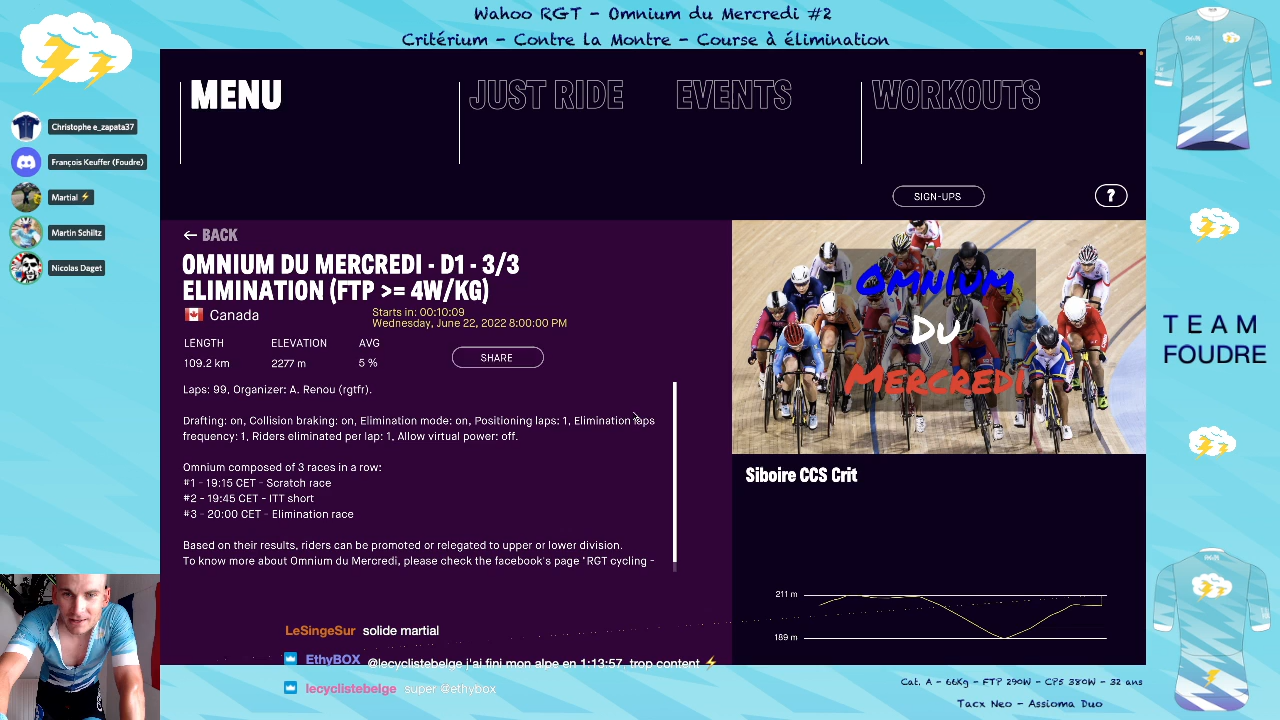 Wahoo RGT - Omnium du Mercredi #2
Critérium - Contre la Montre - Course à élimination
MENU
JUST RIDE
EVENTS
WORKOUTS
SIGN-UPS
?
Christophe e_zapata37
François Keuffer (Foudre)
Martial ⚡
Martin Schiltz
Nicolas Daget
← BACK
OMNIUM DU MERCREDI - D1 - 3/3
ELIMINATION (FTP >= 4W/KG)
Canada
Starts in: 00:10:09
Wednesday, June 22, 2022 8:00:00 PM
LENGTH ELEVATION AVG
109.2 km 2277 m 5 %
SHARE
Laps: 99, Organizer: A. Renou (rgtfr).
Drafting: on, Collision braking: on, Elimination mode: on, Positioning laps: 1, Elimination laps
frequency: 1, Riders eliminated per lap: 1, Allow virtual power: off.
Omnium composed of 3 races in a row:
#1 - 19:15 CET - Scratch race
#2 - 19:45 CET - ITT short
#3 - 20:00 CET - Elimination race
Based on their results, riders can be promoted or relegated to upper or lower division.
To know more about Omnium du Mercredi, please check the facebook's page "RGT cycling -
Omnium
Du
Mercredi
Siboire CCS Crit
211 m
189 m
TEAM
FOUDRE
LeSingeSur solide martial
EthyBOX @lecyclistebelge j'ai fini mon alpe en 1:13:57, trop content ⚡
lecyclistebelge super @ethybox
Cat. A - 66Kg - FTP 290W - CP5 380W - 32 ans
Tacx Neo - Assioma Duo